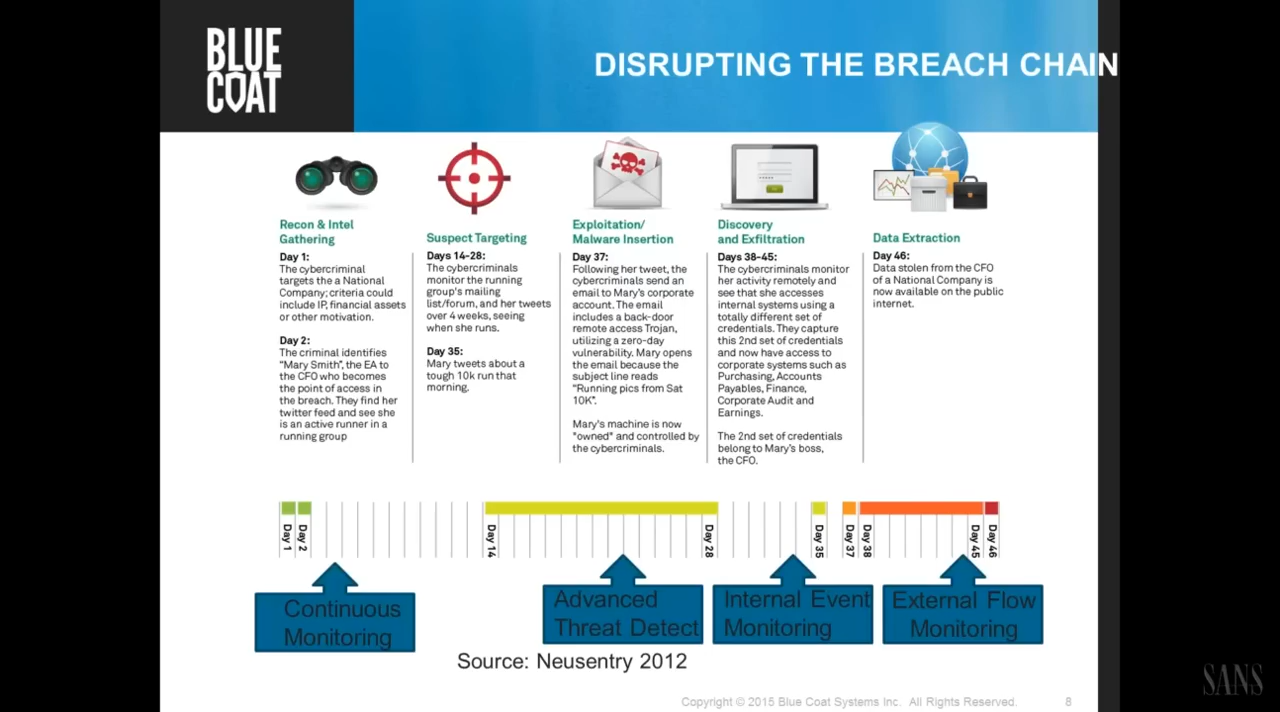 BLUE
COAT
DISRUPTING THE BREACH CHAIN
Recon & Intel
Gathering
Day 1:
The cybercriminal
targets the a National
Company; criteria could
include IP, financial assets
or other motivation.
Day 2:
The criminal identifies
“Mary Smith”, the EA to
the CFO who becomes
the point of access in
the breach. They find her
twitter feed and see she
is an active runner in a
running group
Suspect Targeting
Days 14-28:
The cybercriminals
monitor the running
group's mailing
list/forum, and her tweets
over 4 weeks, seeing
when she runs.
Day 35:
Mary tweets about a
tough 10k run that
morning.
Exploitation/
Malware Insertion
Day 37:
Following her tweet, the
cybercriminals send an
email to Mary's corporate
account. The email
includes a back-door
remote access Trojan,
utilizing a zero-day
vulnerability. Mary opens
the email because the
subject line reads
“Running pics from Sat
10K”.
Mary's machine is now
"owned" and controlled by
the cybercriminals.
Discovery
and Exfiltration
Days 38-45:
The cybercriminals monitor
her activity remotely and
see that she accesses
internal systems using a
totally different set of
credentials. They capture
this 2nd set of credentials
and now have access to
corporate systems such as
Purchasing, Accounts
Payables, Finance,
Corporate Audit and
Earnings.
The 2nd set of credentials
belong to Mary's boss,
the CFO.
Data Extraction
Day 46:
Data stolen from the CFO
of a National Company is
now available on the public
internet.
Day 1
Day 2
Day 14
Day 28
Day 35
Day 37
Day 38
Day 45
Day 46
Continuous
Monitoring
Advanced
Threat Detect
Internal Event
Monitoring
External Flow
Monitoring
Source: Neusentry 2012
Copyright © 2015 Blue Coat Systems Inc. All Rights Reserved.
8
SANS